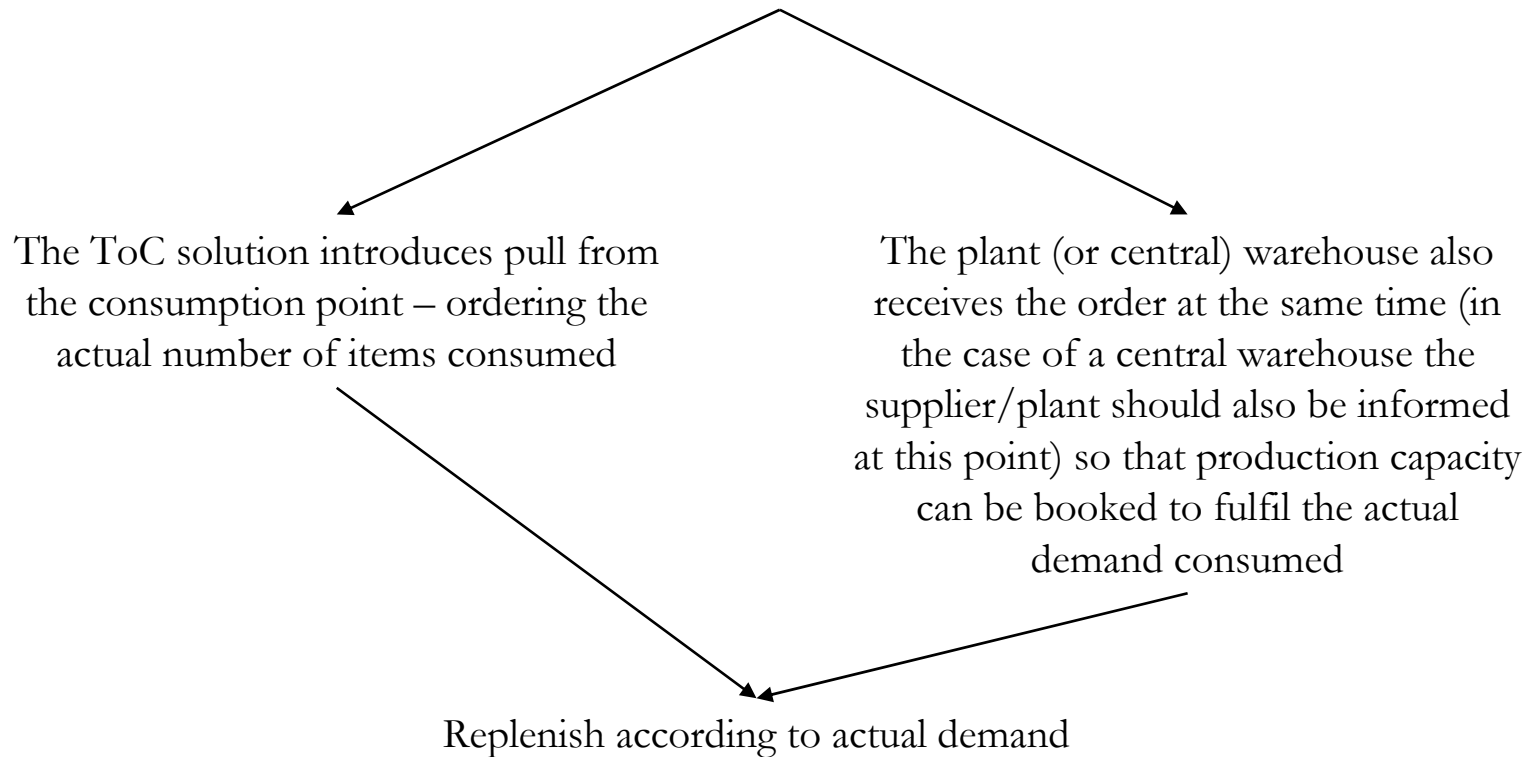 The ToC solution introduces pull from
the consumption point – ordering the
actual number of items consumed
The plant (or central) warehouse also
receives the order at the same time (in
the case of a central warehouse the
supplier/plant should also be informed
at this point) so that production capacity
can be booked to fulfil the actual
demand consumed
Replenish according to actual demand